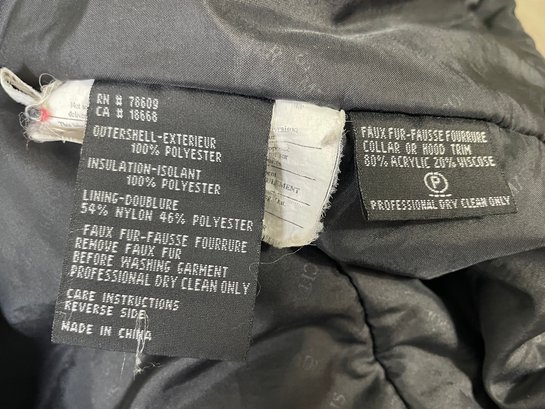 RN # 78609
CA # 18668
OUTERSHELL-EXTERIEUR
100% POLYESTER
INSULATION-ISOLANT
100% POLYESTER
LINING-DOUBLURE
54% NYLON 46% POLYESTER
FAUX FUR-FAUSSE FOURRURE
REMOVE FAUX FUR
BEFORE WASHING GARMENT
PROFESSIONAL DRY CLEAN ONLY
CARE INSTRUCTIONS
REVERSE SIDE
MADE IN CHINA
FAUX FUR-FAUSSE FOURRURE
COLLAR OR HOOD TRIM
80% ACRYLIC 20% VISCOSE
P
PROFESSIONAL DRY CLEAN ONLY